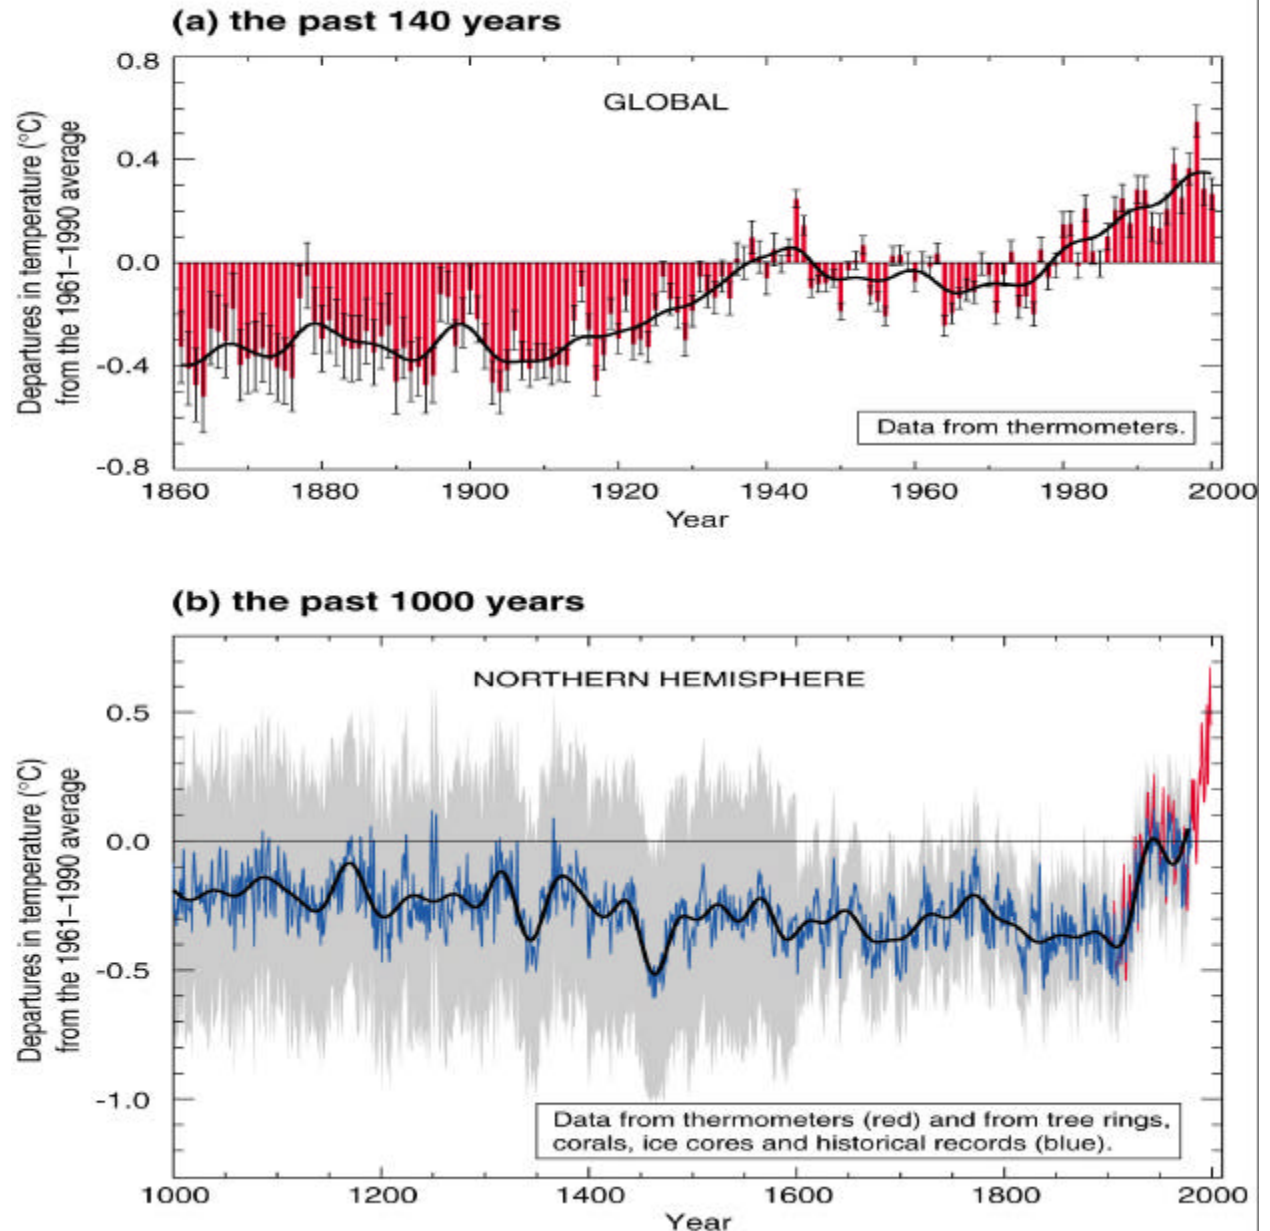 (a) the past 140 years
GLOBAL
Departures in temperature (°C)
from the 1961–1990 average
0.8
0.4
0.0
-0.4
-0.8
Data from thermometers.
1860 1880 1900 1920 1940 1960 1980 2000
Year
(b) the past 1000 years
NORTHERN HEMISPHERE
Departures in temperature (°C)
from the 1961–1990 average
0.5
0.0
-0.5
-1.0
Data from thermometers (red) and from tree rings,
corals, ice cores and historical records (blue).
1000 1200 1400 1600 1800 2000
Year